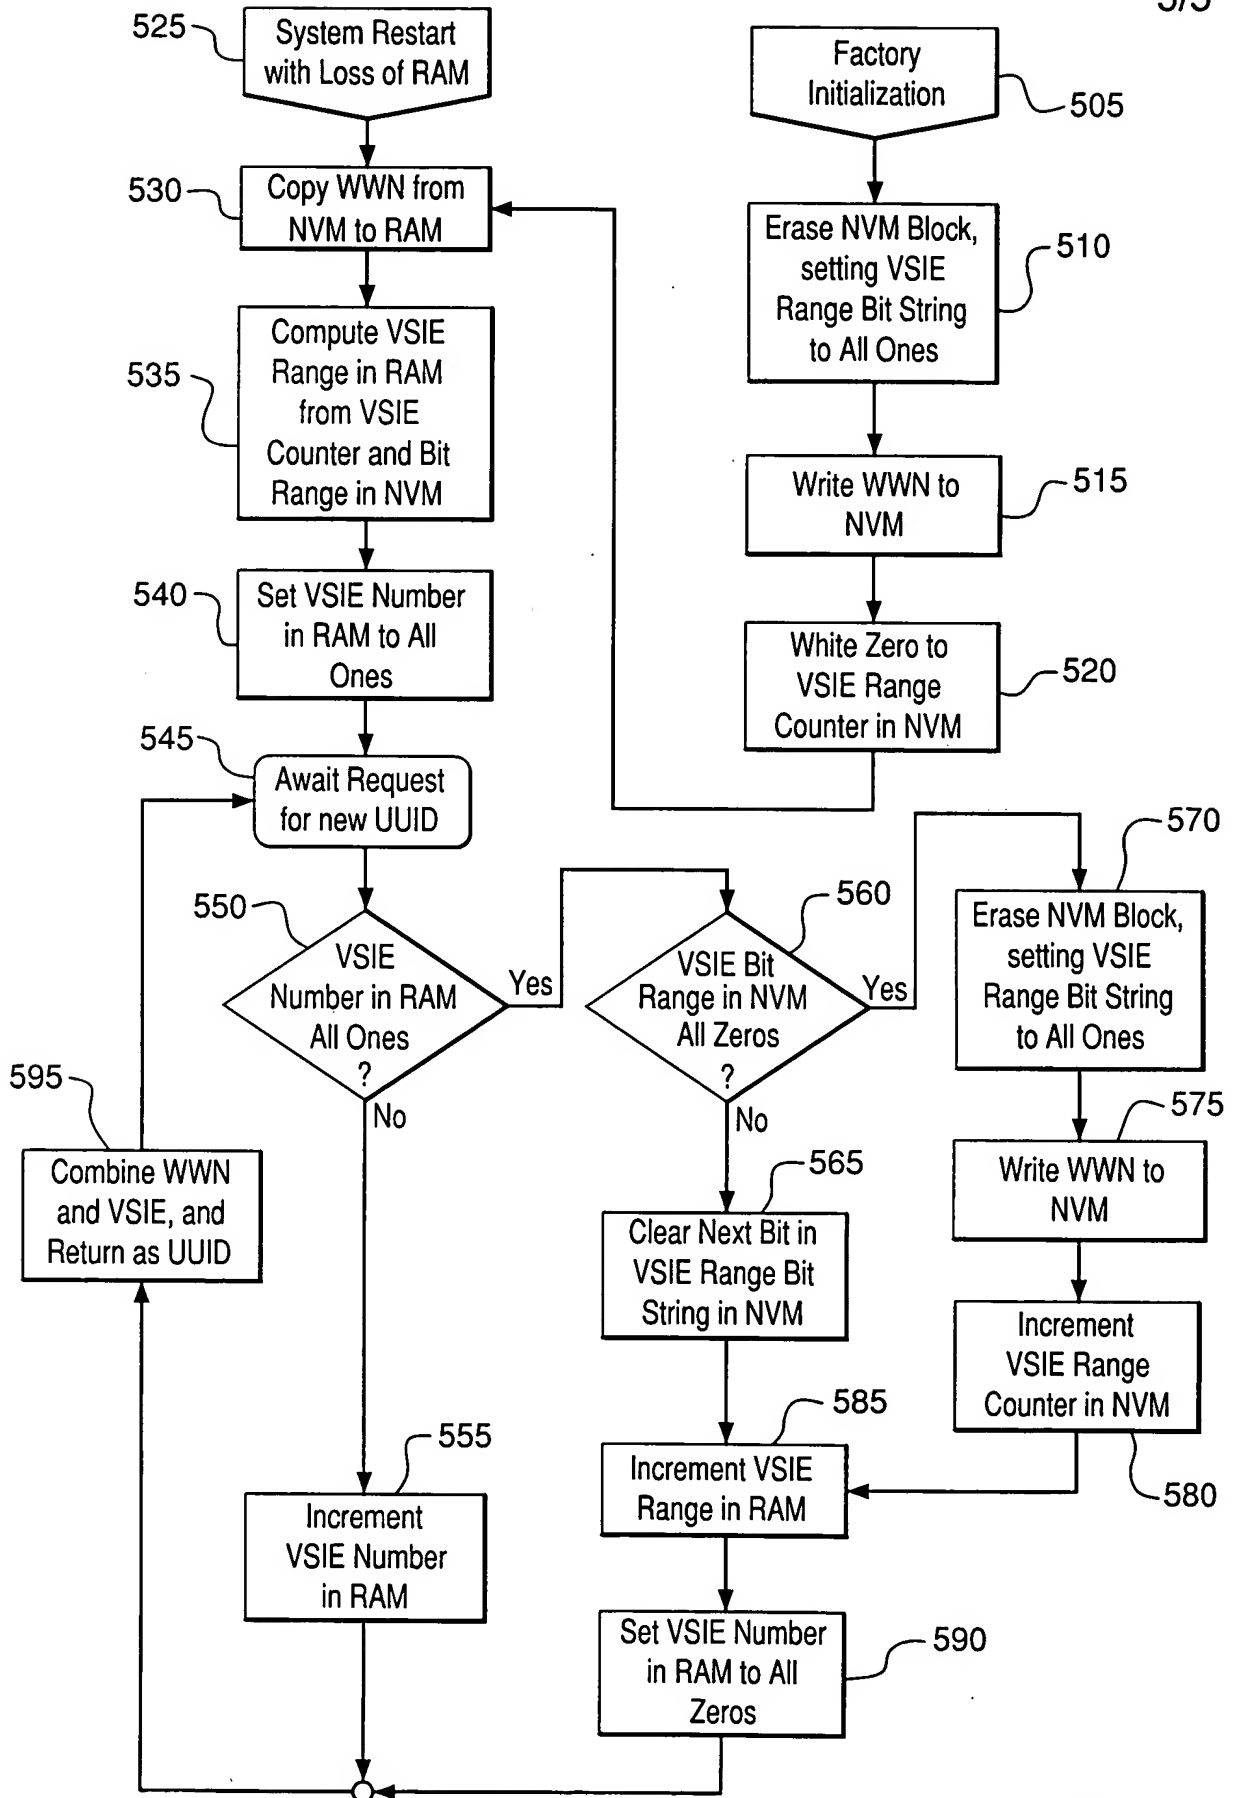 5/5
525
System Restart
with Loss of RAM
Factory
Initialization
505
530
Copy WWN from
NVM to RAM
Erase NVM Block,
setting VSIE
Range Bit String
to All Ones
510
535
Compute VSIE
Range in RAM
from VSIE
Counter and Bit
Range in NVM
Write WWN to
NVM
515
540
Set VSIE Number
in RAM to All
Ones
White Zero to
VSIE Range
Counter in NVM
520
545
Await Request
for new UUID
550
VSIE
Number in RAM
All Ones
?
Yes
No
560
VSIE Bit
Range in NVM
All Zeros
?
Yes
No
570
Erase NVM Block,
setting VSIE
Range Bit String
to All Ones
595
Combine WWN
and VSIE, and
Return as UUID
565
Clear Next Bit in
VSIE Range Bit
String in NVM
575
Write WWN to
NVM
Increment
VSIE Range
Counter in NVM
580
555
Increment
VSIE Number
in RAM
585
Increment VSIE
Range in RAM
Set VSIE Number
in RAM to All
Zeros
590